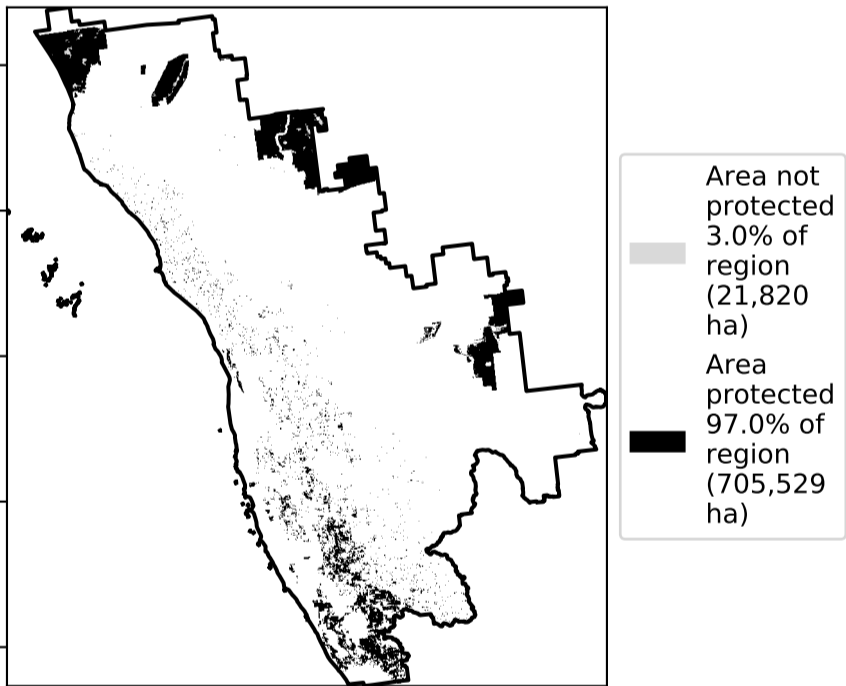 Area not
protected
3.0% of
region
(21,820
ha)
Area
protected
97.0% of
region
(705,529
ha)